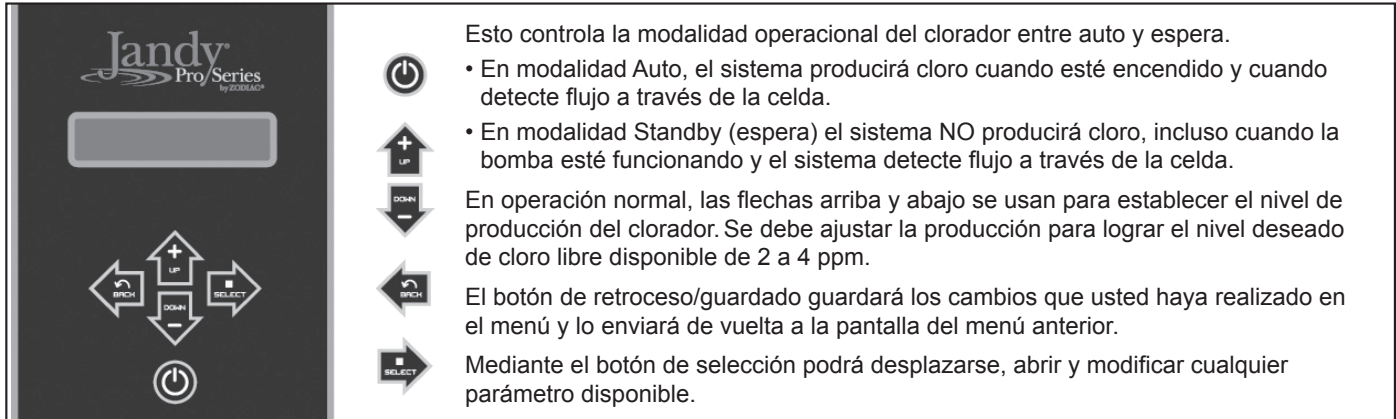 Jandy®
Pro Series
by ZODIAC®
+
UP
BACK
SELECT
DOWN
−
Esto controla la modalidad operacional del clorador entre auto y espera.
• En modalidad Auto, el sistema producirá cloro cuando esté encendido y cuando
detecte flujo a través de la celda.
+
UP
• En modalidad Standby (espera) el sistema NO producirá cloro, incluso cuando la
bomba esté funcionando y el sistema detecte flujo a través de la celda.
DOWN
−
En operación normal, las flechas arriba y abajo se usan para establecer el nivel de
producción del clorador. Se debe ajustar la producción para lograr el nivel deseado
de cloro libre disponible de 2 a 4 ppm.
BACK
El botón de retroceso/guardado guardará los cambios que usted haya realizado en
el menú y lo enviará de vuelta a la pantalla del menú anterior.
SELECT
Mediante el botón de selección podrá desplazarse, abrir y modificar cualquier
parámetro disponible.